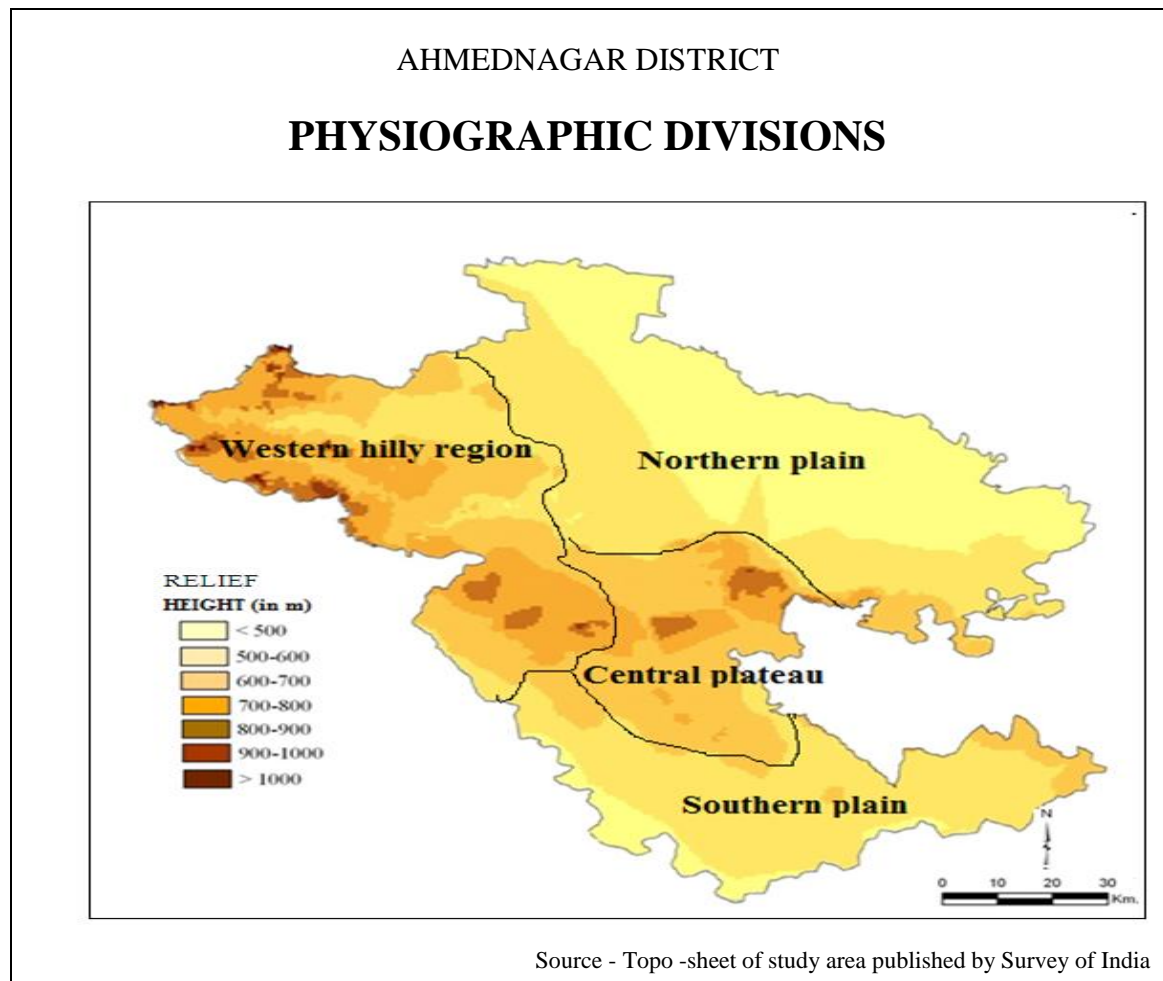 AHMEDNAGAR DISTRICT
PHYSIOGRAPHIC DIVISIONS
Western hilly region
Northern plain
RELIEF
HEIGHT (in m)
< 500
500-600
600-700
700-800
800-900
900-1000
> 1000
Central plateau
Southern plain
N
0 10 20 30
Km.
Source - Topo -sheet of study area published by Survey of India